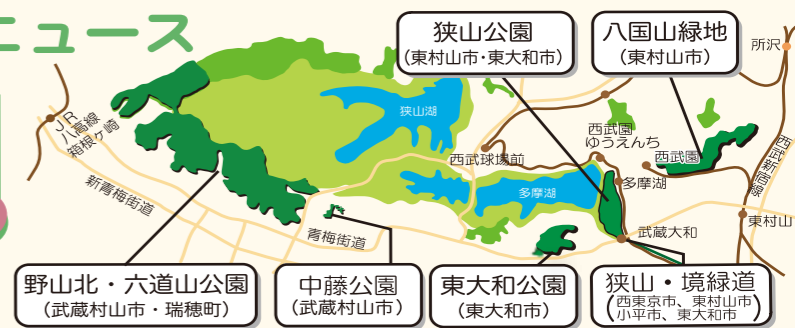 ニュース
狭山公園
(東村山市・東大和市)
八国山緑地
(東村山市)
所沢
JR
八高線
箱根ケ崎
狭山湖
西武球場前
西武園
ゆうえんち
西武園
西武新宿線
多摩湖
多摩湖
新青梅街道
青梅街道
武蔵大和
東村山
野山北・六道山公園
(武蔵村山市・瑞穂町)
中藤公園
(武蔵村山市)
東大和公園
(東大和市)
狭山・境緑道
(西東京市、東村山市
小平市、東大和市)